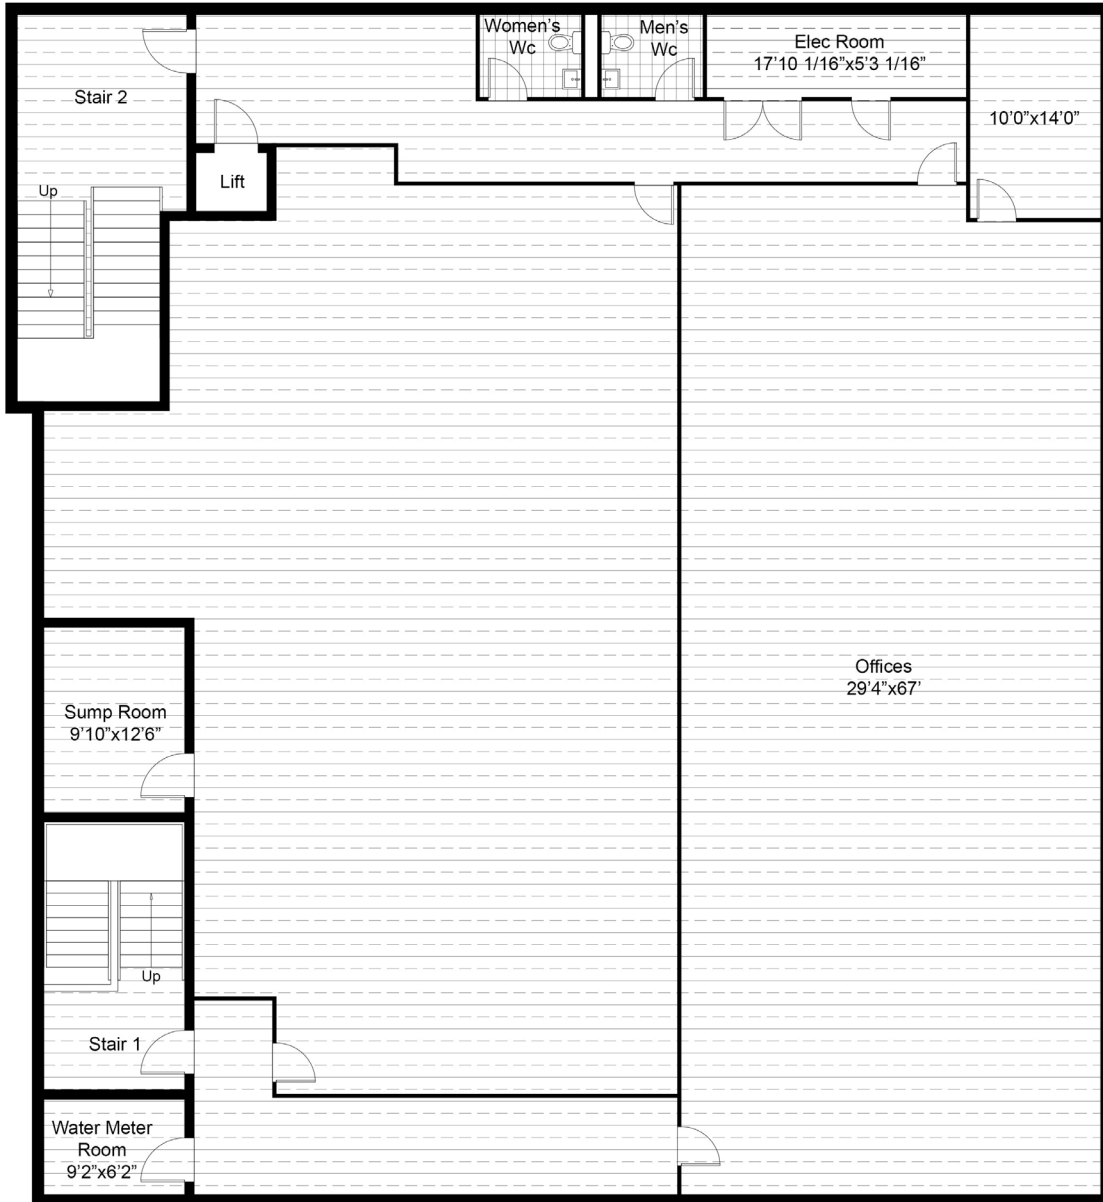 Women's
Wc
Men's
Wc
Elec Room
17'10 1/16"x5'3 1/16"
Stair 2
10'0"x14'0"
Lift
Up
Offices
29'4"x67'
Sump Room
9'10"x12'6"
Up
Stair 1
Water Meter
Room
9'2"x6'2"